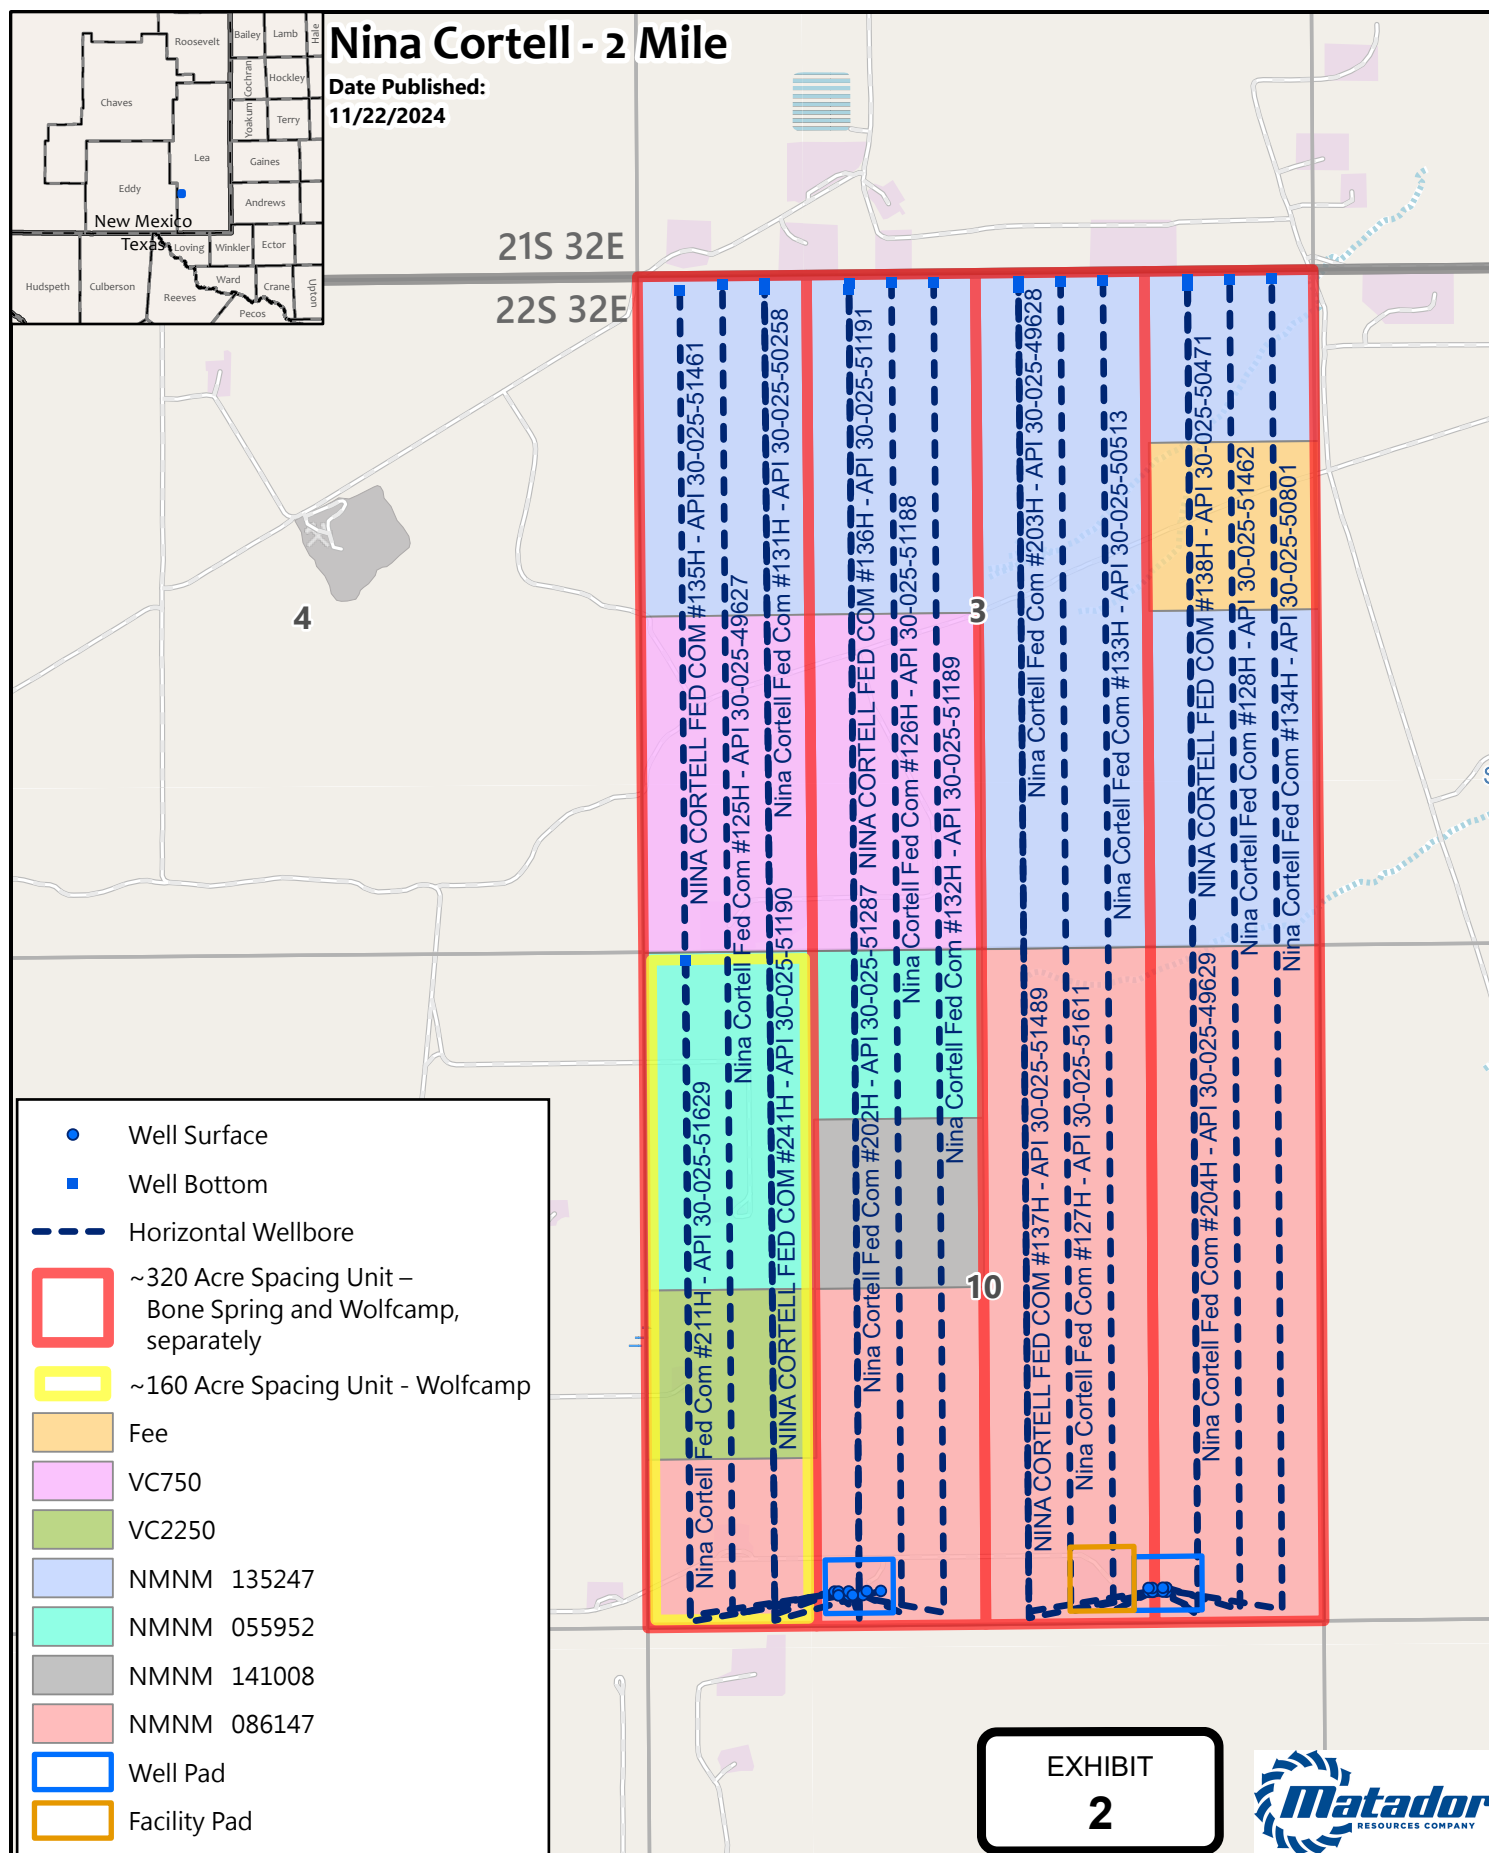 Nina Cortell - 2 Mile
Date Published:
11/22/2024
Roosevelt
Bailey
Lamb
Hale
Cochran
Hockley
Chaves
Yoakum
Terry
Lea
Gaines
Eddy
Andrews
New Mexico
Texas
Loving
Winkler
Ector
Hudspeth
Culberson
Reeves
Ward
Crane
Upton
Pecos
21S 32E
22S 32E
4
3
10
NINA CORTELL FED COM #135H - API 30-025-51461
Nina Cortell Fed Com #125H - API 30-025-49627
Nina Cortell Fed Com #131H - API 30-025-50258
NINA CORTELL FED COM #136H - API 30-025-51191
Nina Cortell Fed Com #126H - API 30-025-51188
Nina Cortell Fed Com #132H - API 30-025-51189
Nina Cortell Fed Com #203H - API 30-025-49628
Nina Cortell Fed Com #133H - API 30-025-50513
NINA CORTELL FED COM #138H - API 30-025-50471
Nina Cortell Fed Com #128H - API 30-025-51462
Nina Cortell Fed Com #134H - API 30-025-50801
Nina Cortell Fed Com #211H - API 30-025-51629
NINA CORTELL FED COM #241H - API 30-025-51190
Nina Cortell Fed Com #202H - API 30-025-51287
NINA CORTELL FED COM #137H - API 30-025-51489
Nina Cortell Fed Com #127H - API 30-025-51611
Nina Cortell Fed Com #204H - API 30-025-49629
Well Surface
Well Bottom
Horizontal Wellbore
~320 Acre Spacing Unit –
Bone Spring and Wolfcamp,
separately
~160 Acre Spacing Unit - Wolfcamp
Fee
VC750
VC2250
NMNM 135247
NMNM 055952
NMNM 141008
NMNM 086147
Well Pad
Facility Pad
EXHIBIT
2
Matador
RESOURCES COMPANY